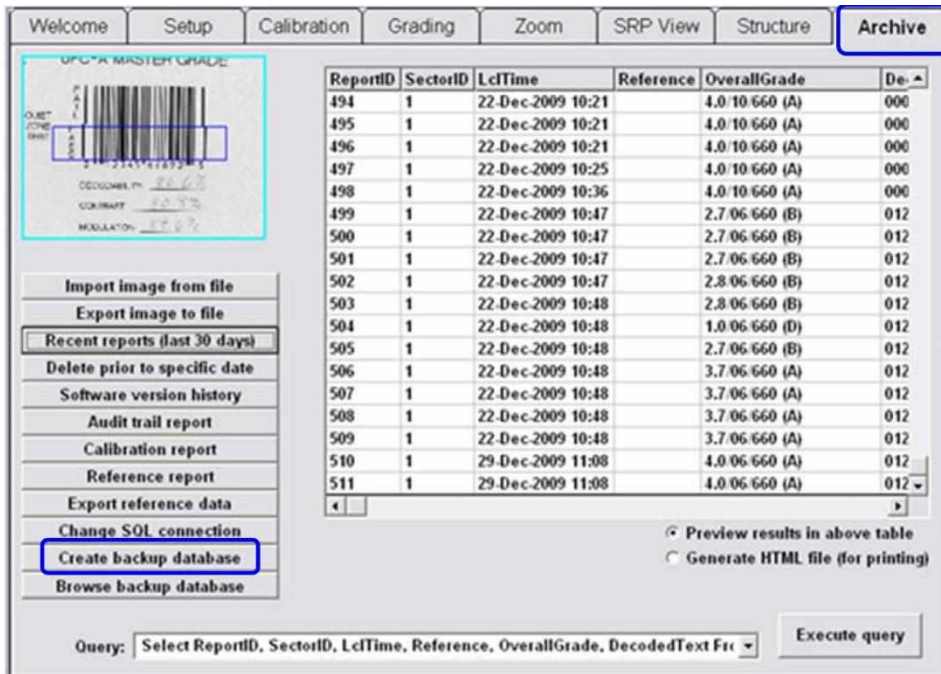 Welcome Setup Calibration Grading Zoom SRP View Structure Archive
UPC-A MASTER GRADE
ReportID SectorID LclTime Reference OverallGrade De
494 1 22-Dec-2009 10:21 4.0/10/660 (A) 000
495 1 22-Dec-2009 10:21 4.0/10/660 (A) 000
496 1 22-Dec-2009 10:21 4.0/10/660 (A) 000
497 1 22-Dec-2009 10:25 4.0/10/660 (A) 000
498 1 22-Dec-2009 10:36 4.0/10/660 (A) 000
499 1 22-Dec-2009 10:47 2.7/06/660 (B) 012
500 1 22-Dec-2009 10:47 2.7/06/660 (B) 012
501 1 22-Dec-2009 10:47 2.7/06/660 (B) 012
502 1 22-Dec-2009 10:47 2.8/06/660 (B) 012
503 1 22-Dec-2009 10:48 2.8/06/660 (B) 012
504 1 22-Dec-2009 10:48 1.0/06/660 (D) 012
505 1 22-Dec-2009 10:48 2.7/06/660 (B) 012
506 1 22-Dec-2009 10:48 3.7/06/660 (A) 012
507 1 22-Dec-2009 10:48 3.7/06/660 (A) 012
508 1 22-Dec-2009 10:48 3.7/06/660 (A) 012
509 1 22-Dec-2009 10:48 3.7/06/660 (A) 012
510 1 29-Dec-2009 11:08 4.0/06/660 (A) 012
511 1 29-Dec-2009 11:08 4.0/06/660 (A) 012
FAIL
PASS
QUIET
ZONE
DECODABILITY
CONTRAST
MODULATION
Import image from file
Export image to file
Recent reports (last 30 days)
Delete prior to specific date
Software version history
Audit trail report
Calibration report
Reference report
Export reference data
Change SQL connection
Create backup database
Browse backup database
Preview results in above table
Generate HTML file (for printing)
Query: Select ReportID, SectorID, LclTime, Reference, OverallGrade, DecodedText Frc
Execute query